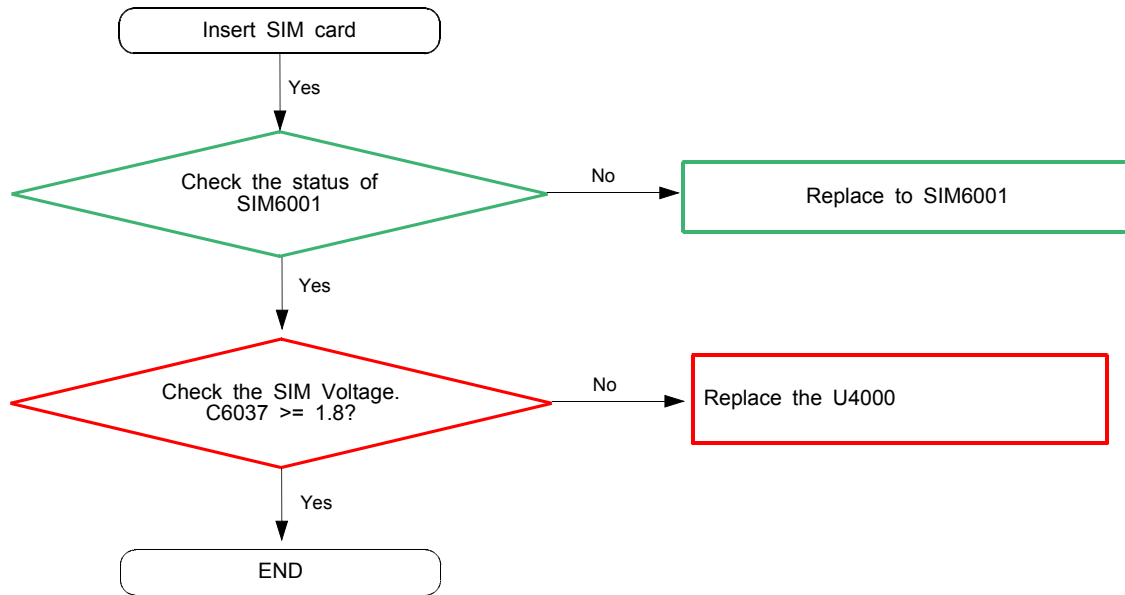 Insert SIM card
Yes
Check the status of
SIM6001
No
Replace to SIM6001
Yes
Check the SIM Voltage.
C6037 >= 1.8?
No
Replace the U4000
Yes
END